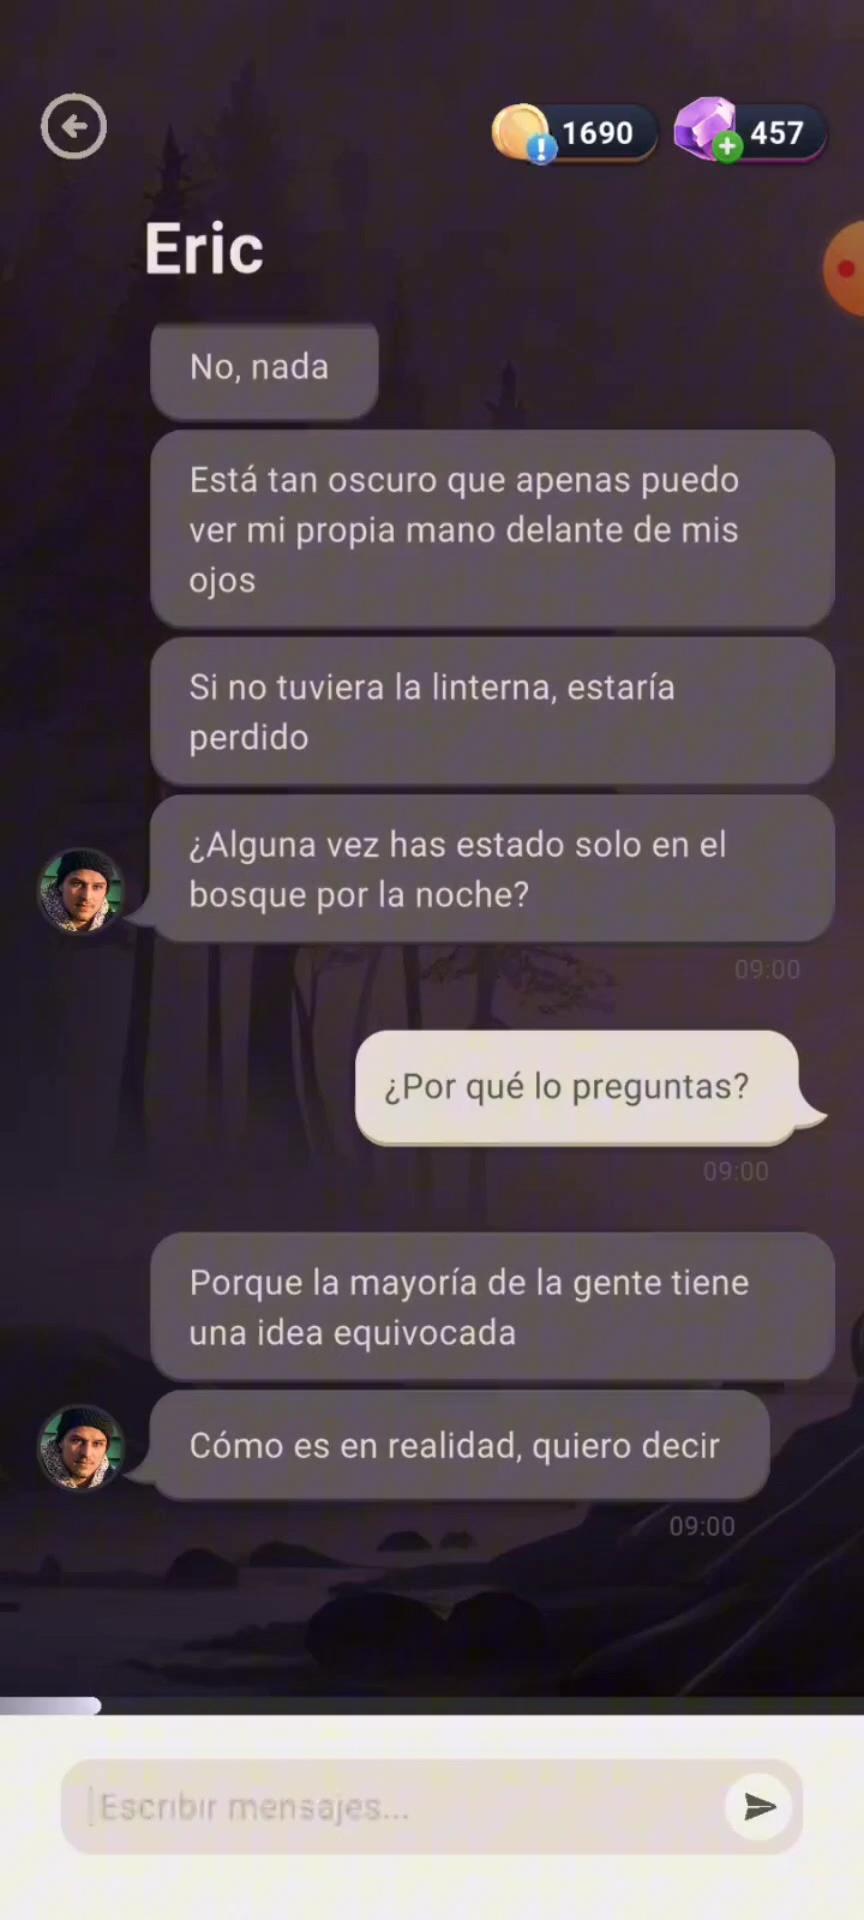 1690
457
Eric
No, nada
Está tan oscuro que apenas puedo
ver mi propia mano delante de mis
ojos
Si no tuviera la linterna, estaría
perdido
¿Alguna vez has estado solo en el
bosque por la noche?
09:00
¿Por qué lo preguntas?
09:00
Porque la mayoría de la gente tiene
una idea equivocada
Cómo es en realidad, quiero decir
09:00
Escribir mensajes...